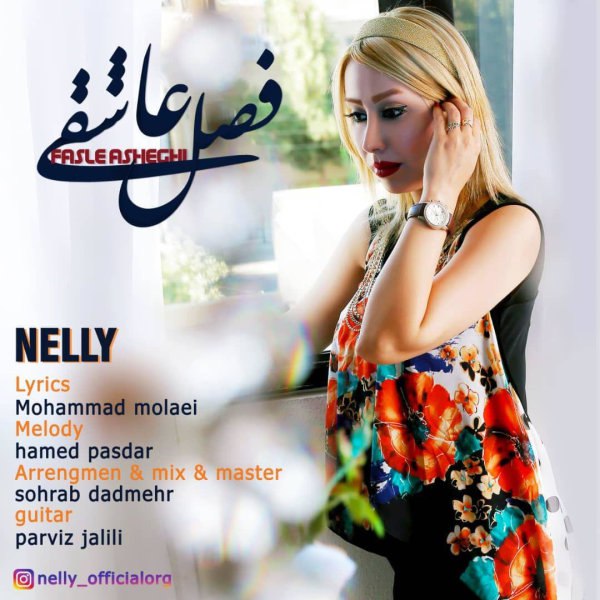 فصل عاشقی
FASLE ASHEGHI
NELLY
Lyrics
Mohammad molaei
Melody
hamed pasdar
Arrengmen & mix & master
sohrab dadmehr
guitar
parviz jalili
nelly_officialorg